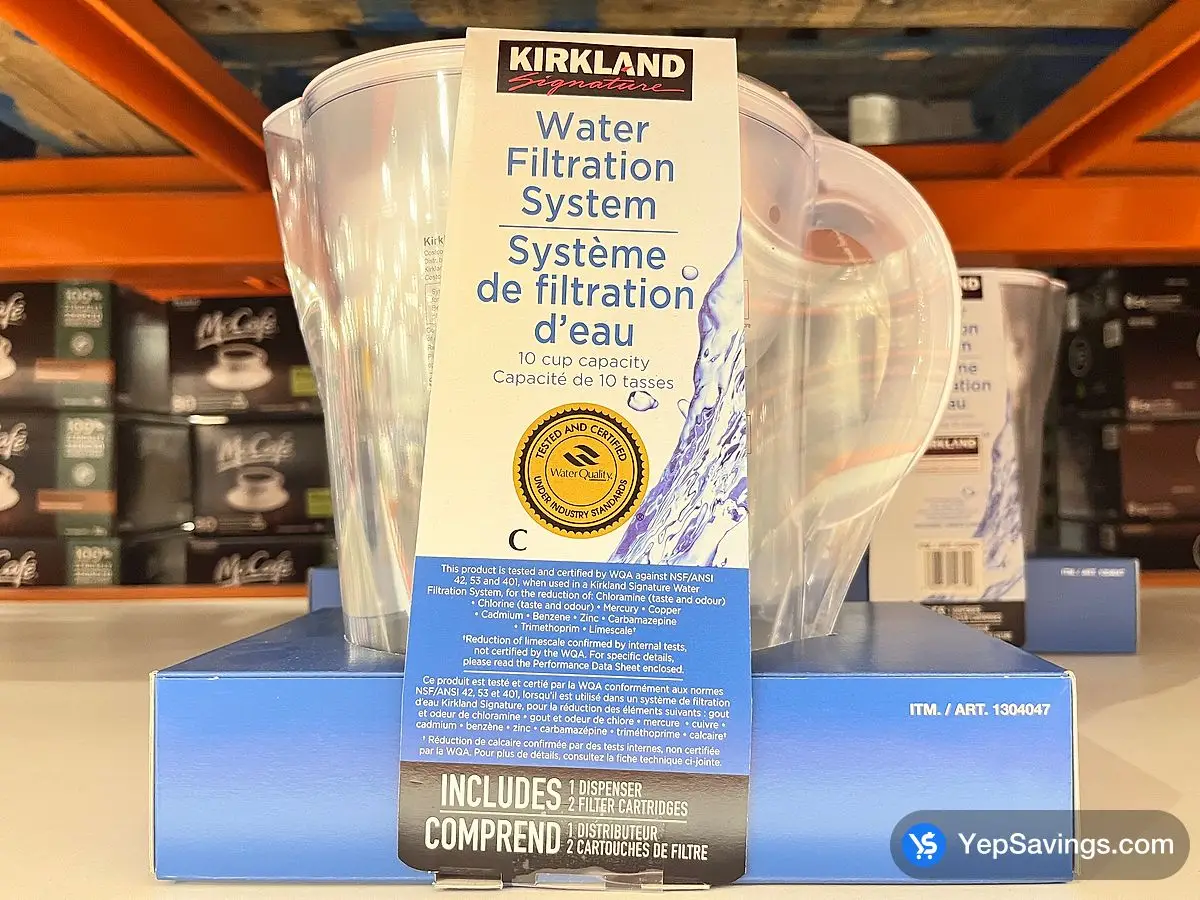 KIRKLAND
Signature
Water
Filtration
System
Système
de filtration
d'eau
10 cup capacity
Capacité de 10 tasses
TESTED AND CERTIFIED
Water Quality
UNDER INDUSTRY STANDARDS
C
This product is tested and certified by WQA against NSF/ANSI
42, 53 and 401, when used in a Kirkland Signature Water
Filtration System, for the reduction of: Chloramine (taste and odour)
• Chlorine (taste and odour) • Mercury • Copper
• Cadmium • Benzene • Zinc • Carbamazepine
• Trimethoprim • Limescale†
†Reduction of limescale confirmed by internal tests,
not certified by the WQA. For specific details,
please read the Performance Data Sheet enclosed.
Ce produit est testé et certié par la WQA conformément aux normes
NSF/ANSI 42, 53 et 401, lorsqu'il est utilisé dans un système de filtration
d'eau Kirkland Signature, pour la réduction des éléments suivants : gout
et odeur de chloramine • gout et odeur de chlore • mercure • cuivre •
cadmium • benzène • zinc • carbamazépine • triméthoprime • calcaire†
† Réduction de calcaire confirmée par des tests internes, non certifiée
par la WQA. Pour plus de détails, consultez la fiche technique ci-jointe.
INCLUDES 1 DISPENSER
2 FILTER CARTRIDGES
COMPREND 1 DISTRIBUTEUR
2 CARTOUCHES DE FILTRE
ITM. / ART. 1304047
McCafé
McCafé
McCafé
100%
100%
100%
KIRKLAND
YepSavings.com